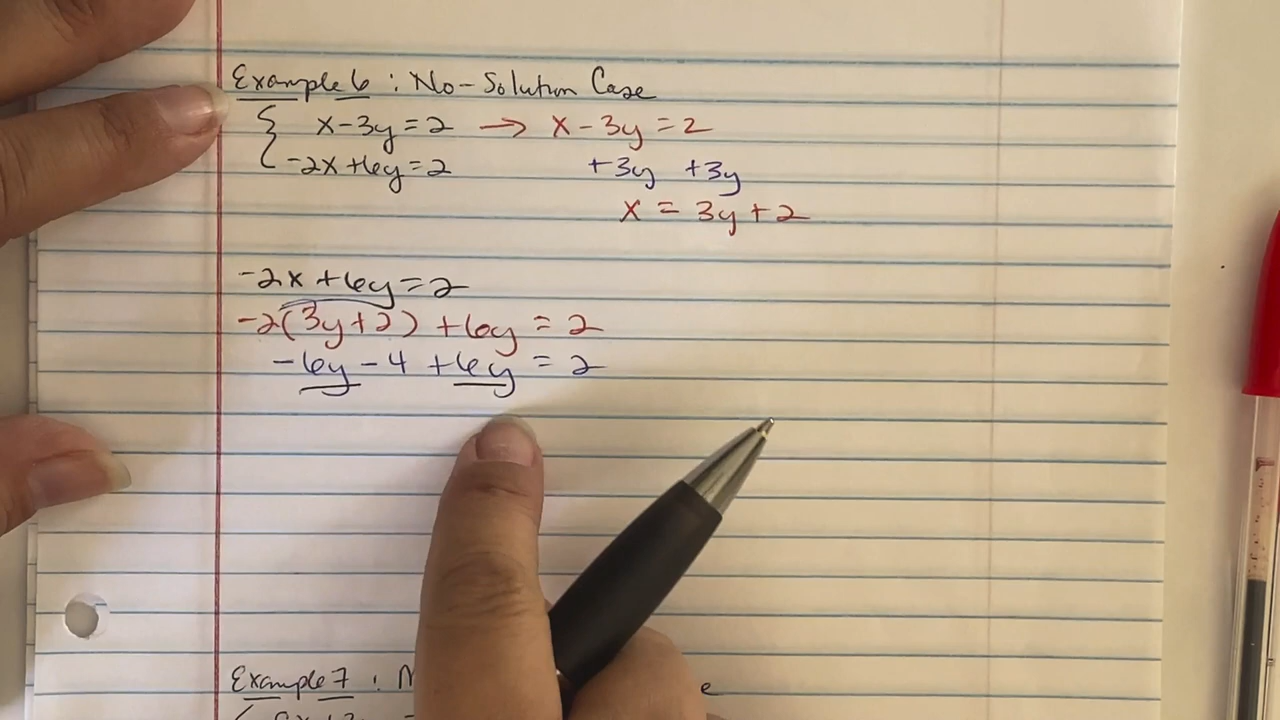 Example 6 : No-Solution Case
x-3y=2 → x-3y=2
-2x+6y=2 +3y +3y
x = 3y+2
-2x+6y=2
-2(3y+2) +6y = 2
-6y-4 +6y = 2
Example 7 :